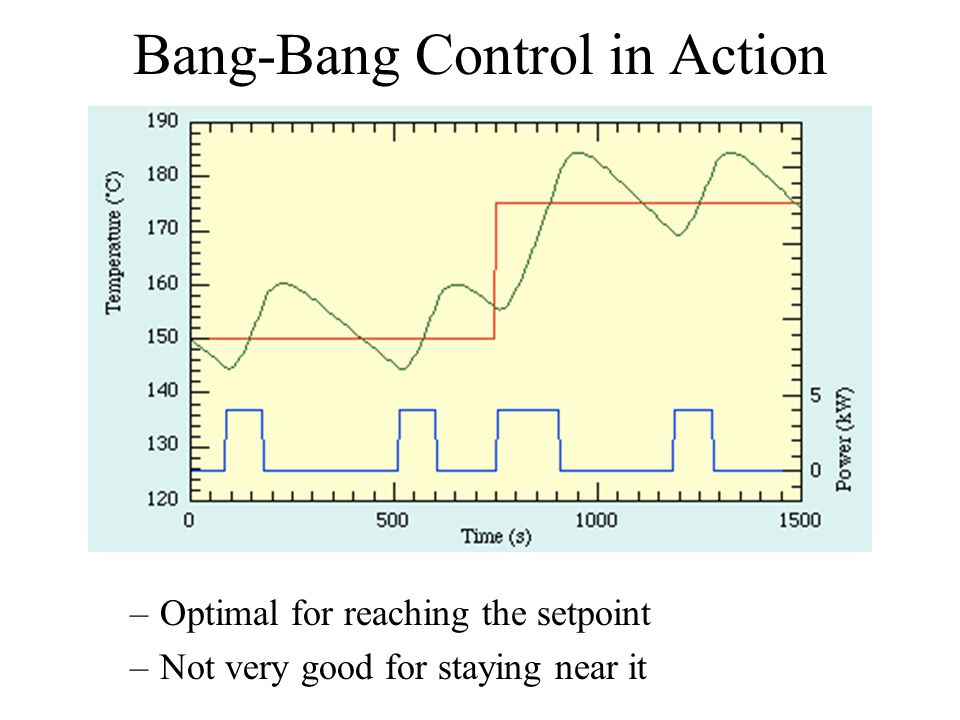 Bang-Bang Control in Action
190
180
170
160
150
140
130
120
Temperature (°C)
0
500
1000
1500
Time (s)
5
0
Power (kW)
– Optimal for reaching the setpoint
– Not very good for staying near it